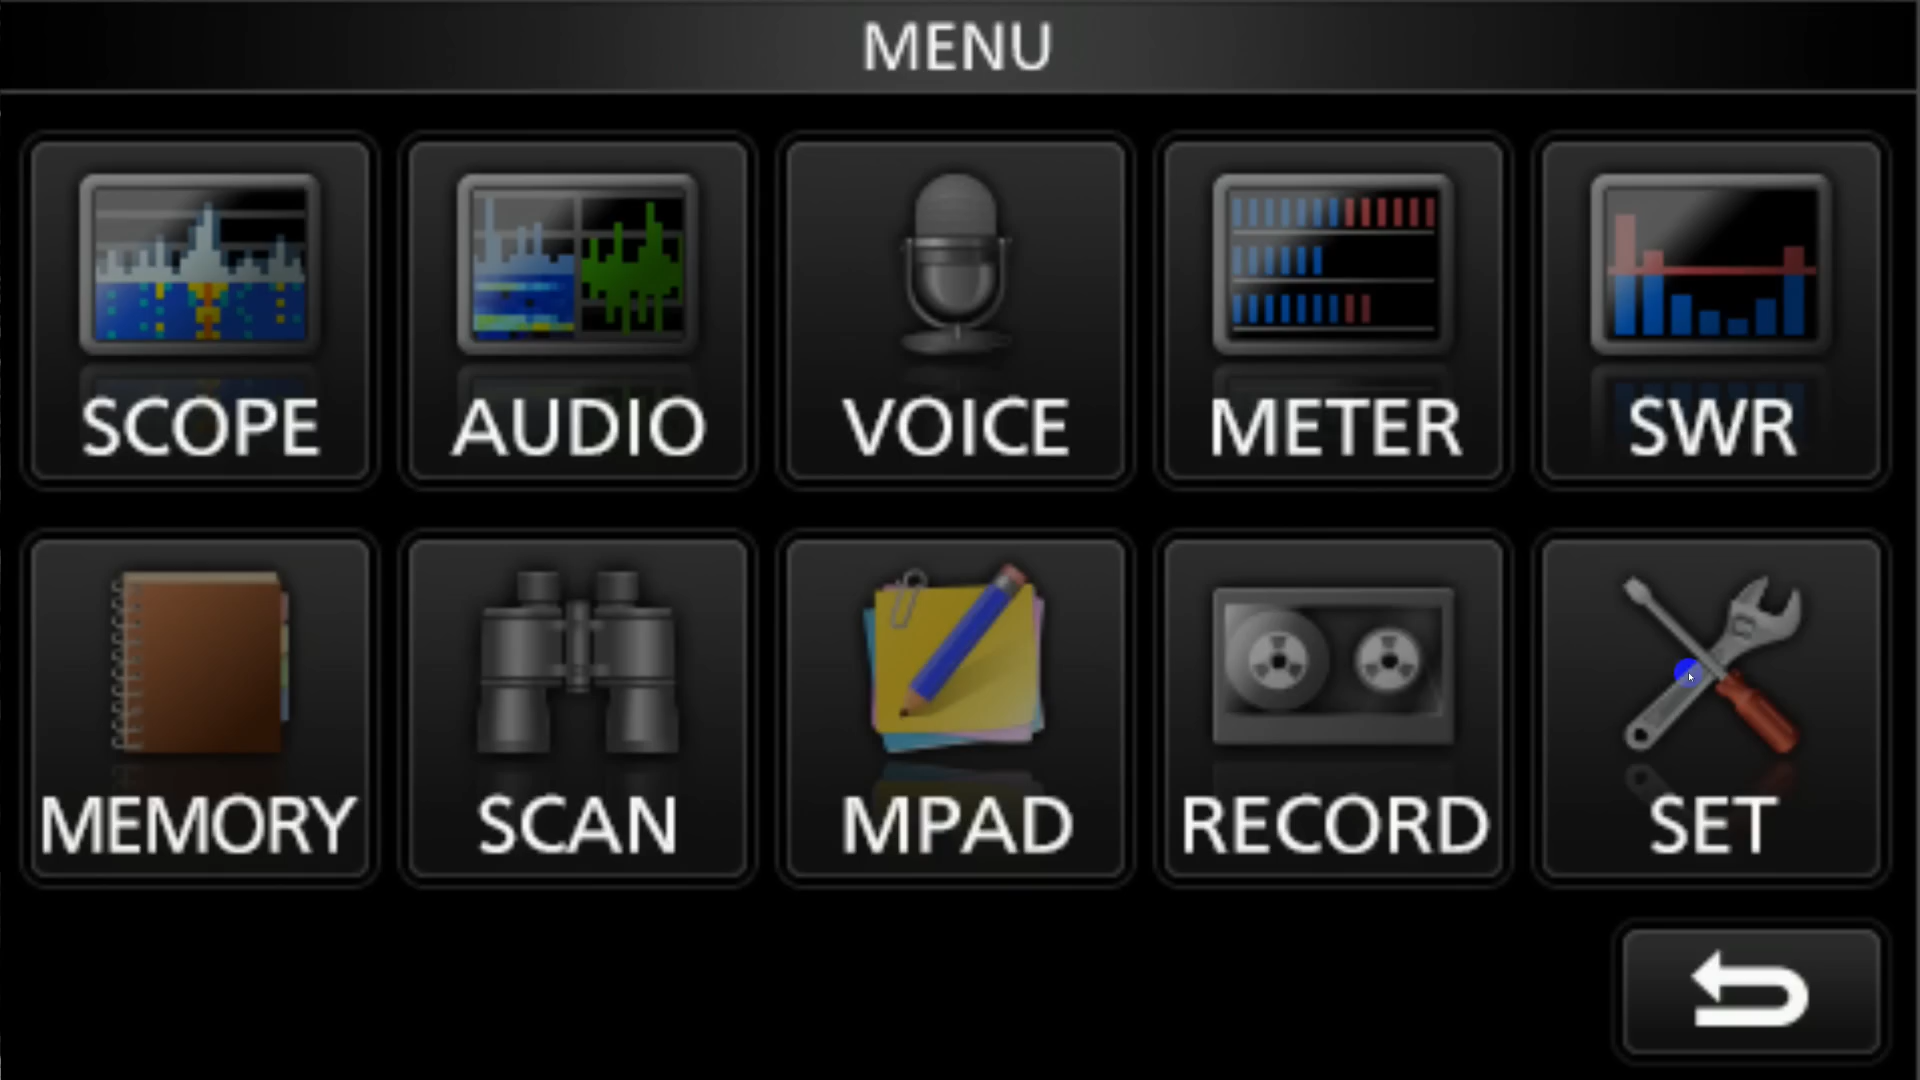 MENU
SCOPE
AUDIO
VOICE
METER
SWR
MEMORY
SCAN
MPAD
RECORD
SET